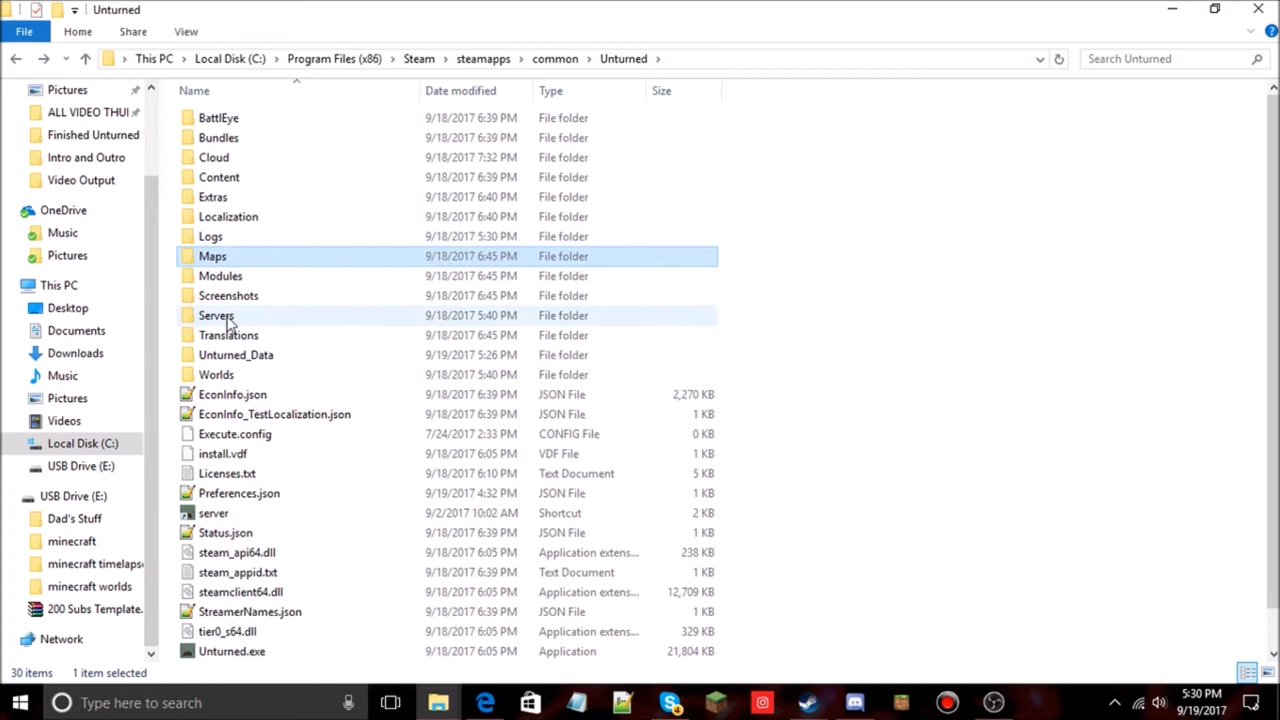 Unturned
File Home Share View
This PC Local Disk (C:) Program Files (x86) Steam steamapps common Unturned Search Unturned
Name Date modified Type Size
Pictures
ALL VIDEO THUI
Finished Unturned
Intro and Outro
Video Output
OneDrive
Music
Pictures
This PC
Desktop
Documents
Downloads
Music
Pictures
Videos
Local Disk (C:)
USB Drive (E:)
USB Drive (E:)
Dad's Stuff
minecraft
minecraft timelaps
minecraft worlds
200 Subs Template.
Network
BattlEye 9/18/2017 6:39 PM File folder
Bundles 9/18/2017 6:39 PM File folder
Cloud 9/18/2017 7:32 PM File folder
Content 9/18/2017 6:39 PM File folder
Extras 9/18/2017 6:40 PM File folder
Localization 9/18/2017 6:40 PM File folder
Logs 9/18/2017 5:30 PM File folder
Maps 9/18/2017 6:45 PM File folder
Modules 9/18/2017 6:45 PM File folder
Screenshots 9/18/2017 6:45 PM File folder
Servers 9/18/2017 5:40 PM File folder
Translations 9/18/2017 6:45 PM File folder
Unturned_Data 9/19/2017 5:26 PM File folder
Worlds 9/18/2017 5:40 PM File folder
EconInfo.json 9/18/2017 6:39 PM JSON File 2,270 KB
EconInfo_TestLocalization.json 9/18/2017 6:39 PM JSON File 1 KB
Execute.config 7/24/2017 2:33 PM CONFIG File 0 KB
install.vdf 9/18/2017 6:05 PM VDF File 1 KB
Licenses.txt 9/18/2017 6:10 PM Text Document 5 KB
Preferences.json 9/19/2017 4:32 PM JSON File 1 KB
server 9/2/2017 10:02 AM Shortcut 2 KB
Status.json 9/18/2017 6:39 PM JSON File 1 KB
steam_api64.dll 9/18/2017 6:05 PM Application extens... 238 KB
steam_appid.txt 9/18/2017 6:39 PM Text Document 1 KB
steamclient64.dll 9/18/2017 6:05 PM Application extens... 12,709 KB
StreamerNames.json 9/18/2017 6:39 PM JSON File 1 KB
tier0_s64.dll 9/18/2017 6:05 PM Application extens... 329 KB
Unturned.exe 9/18/2017 6:05 PM Application 21,804 KB
30 items 1 item selected
Type here to search
4
5:30 PM
9/19/2017